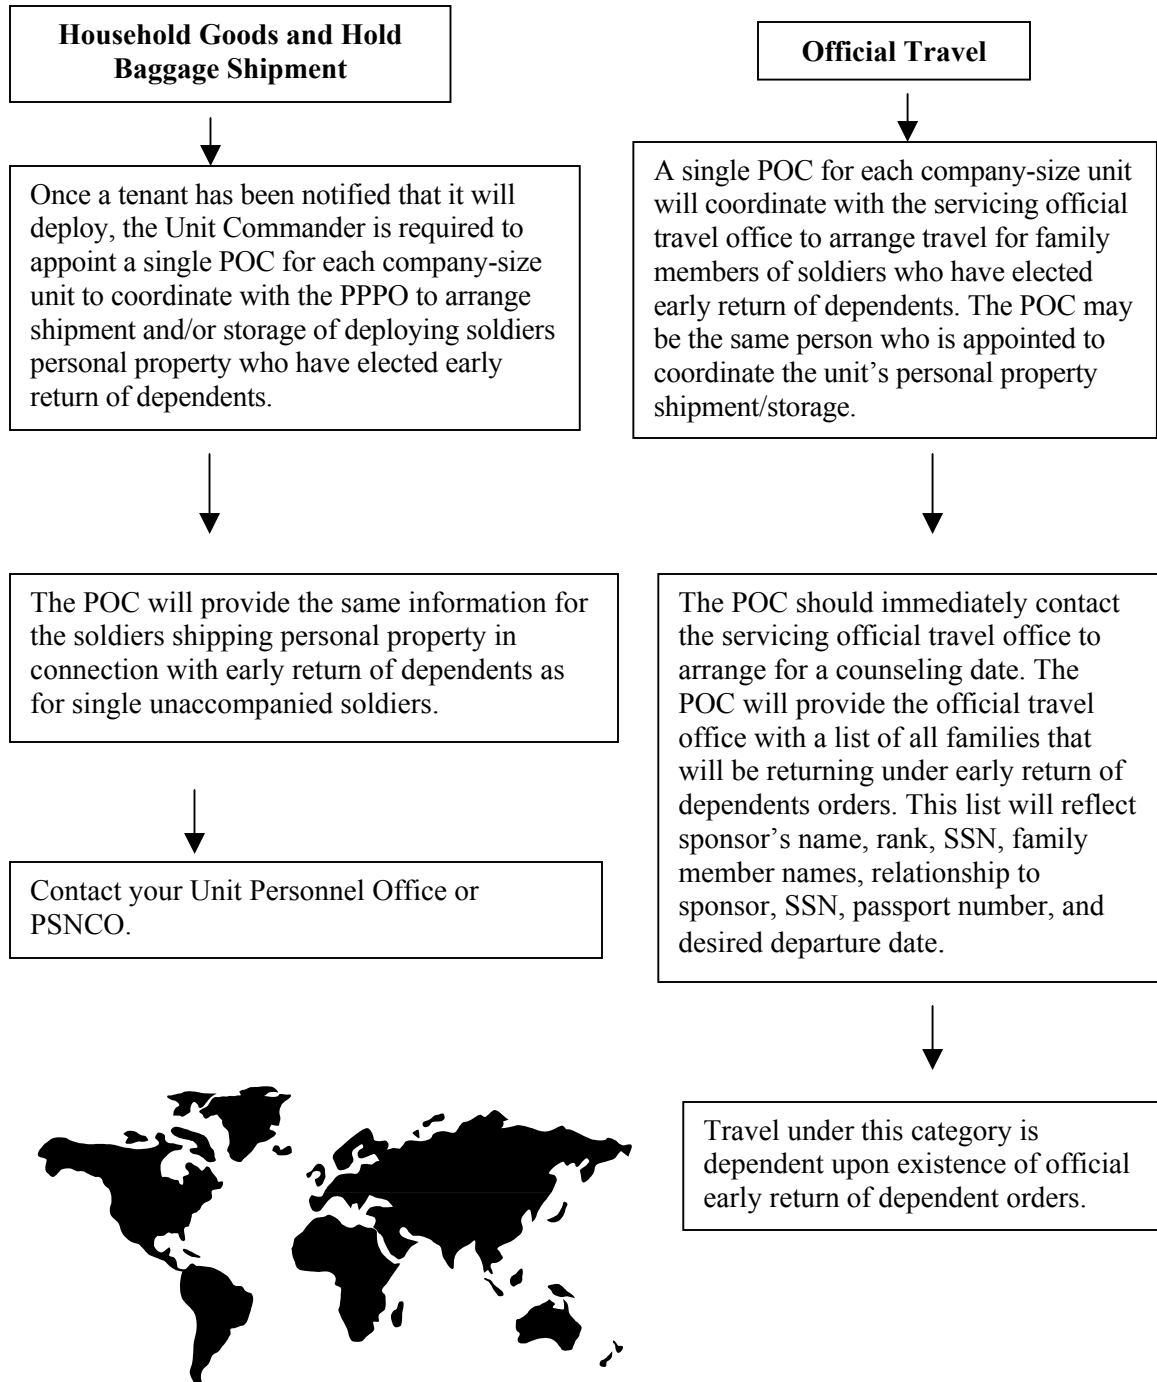 Household Goods and Hold
Baggage Shipment
Once a tenant has been notified that it will
deploy, the Unit Commander is required to
appoint a single POC for each company-size
unit to coordinate with the PPPO to arrange
shipment and/or storage of deploying soldiers
personal property who have elected early
return of dependents.
The POC will provide the same information for
the soldiers shipping personal property in
connection with early return of dependents as
for single unaccompanied soldiers.
Contact your Unit Personnel Office or
PSNCO.
Official Travel
A single POC for each company-size unit
will coordinate with the servicing official
travel office to arrange travel for family
members of soldiers who have elected
early return of dependents. The POC may
be the same person who is appointed to
coordinate the unit’s personal property
shipment/storage.
The POC should immediately contact
the servicing official travel office to
arrange for a counseling date. The
POC will provide the official travel
office with a list of all families that
will be returning under early return of
dependents orders. This list will reflect
sponsor’s name, rank, SSN, family
member names, relationship to
sponsor, SSN, passport number, and
desired departure date.
Travel under this category is
dependent upon existence of official
early return of dependent orders.